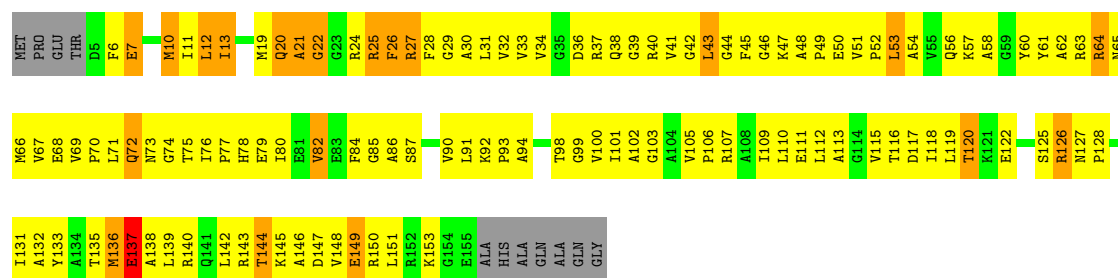 MET PRO GLU THR D5 F6 E7 M10 I11 L12 I13 M19 Q20 A21 G22 G23 R24 R25 F26 R27 F28 G29 A30 L31 V32 V33 V34 G35 D36 R37 Q38 G39 R40 V41 G42 L43 G44 F45 G46 K47 A48 P49 E50 V51 P52 L53 A54 V55 Q56 K57 A58 G59 Y60 Y61 A62 R63 R64 N65
M66 V67 E68 V69 P70 L71 Q72 N73 G74 T75 I76 P77 H78 E79 I80 E81 V82 E83 F84 G85 A86 S87 V90 L91 K92 P93 A94 T98 G99 V100 I101 A102 G103 A104 V105 P106 R107 A108 I109 L110 E111 L112 A113 G114 V115 T116 D117 I118 L119 T120 K121 E122 S125 R126 N127 P128
I131 A132 Y133 A134 T135 M136 E137 A138 L139 R140 Q141 L142 R143 T144 K145 A146 D147 V148 E149 R150 L151 R152 K153 G154 E155 ALA HIS ALA GLN ALA GLN GLY